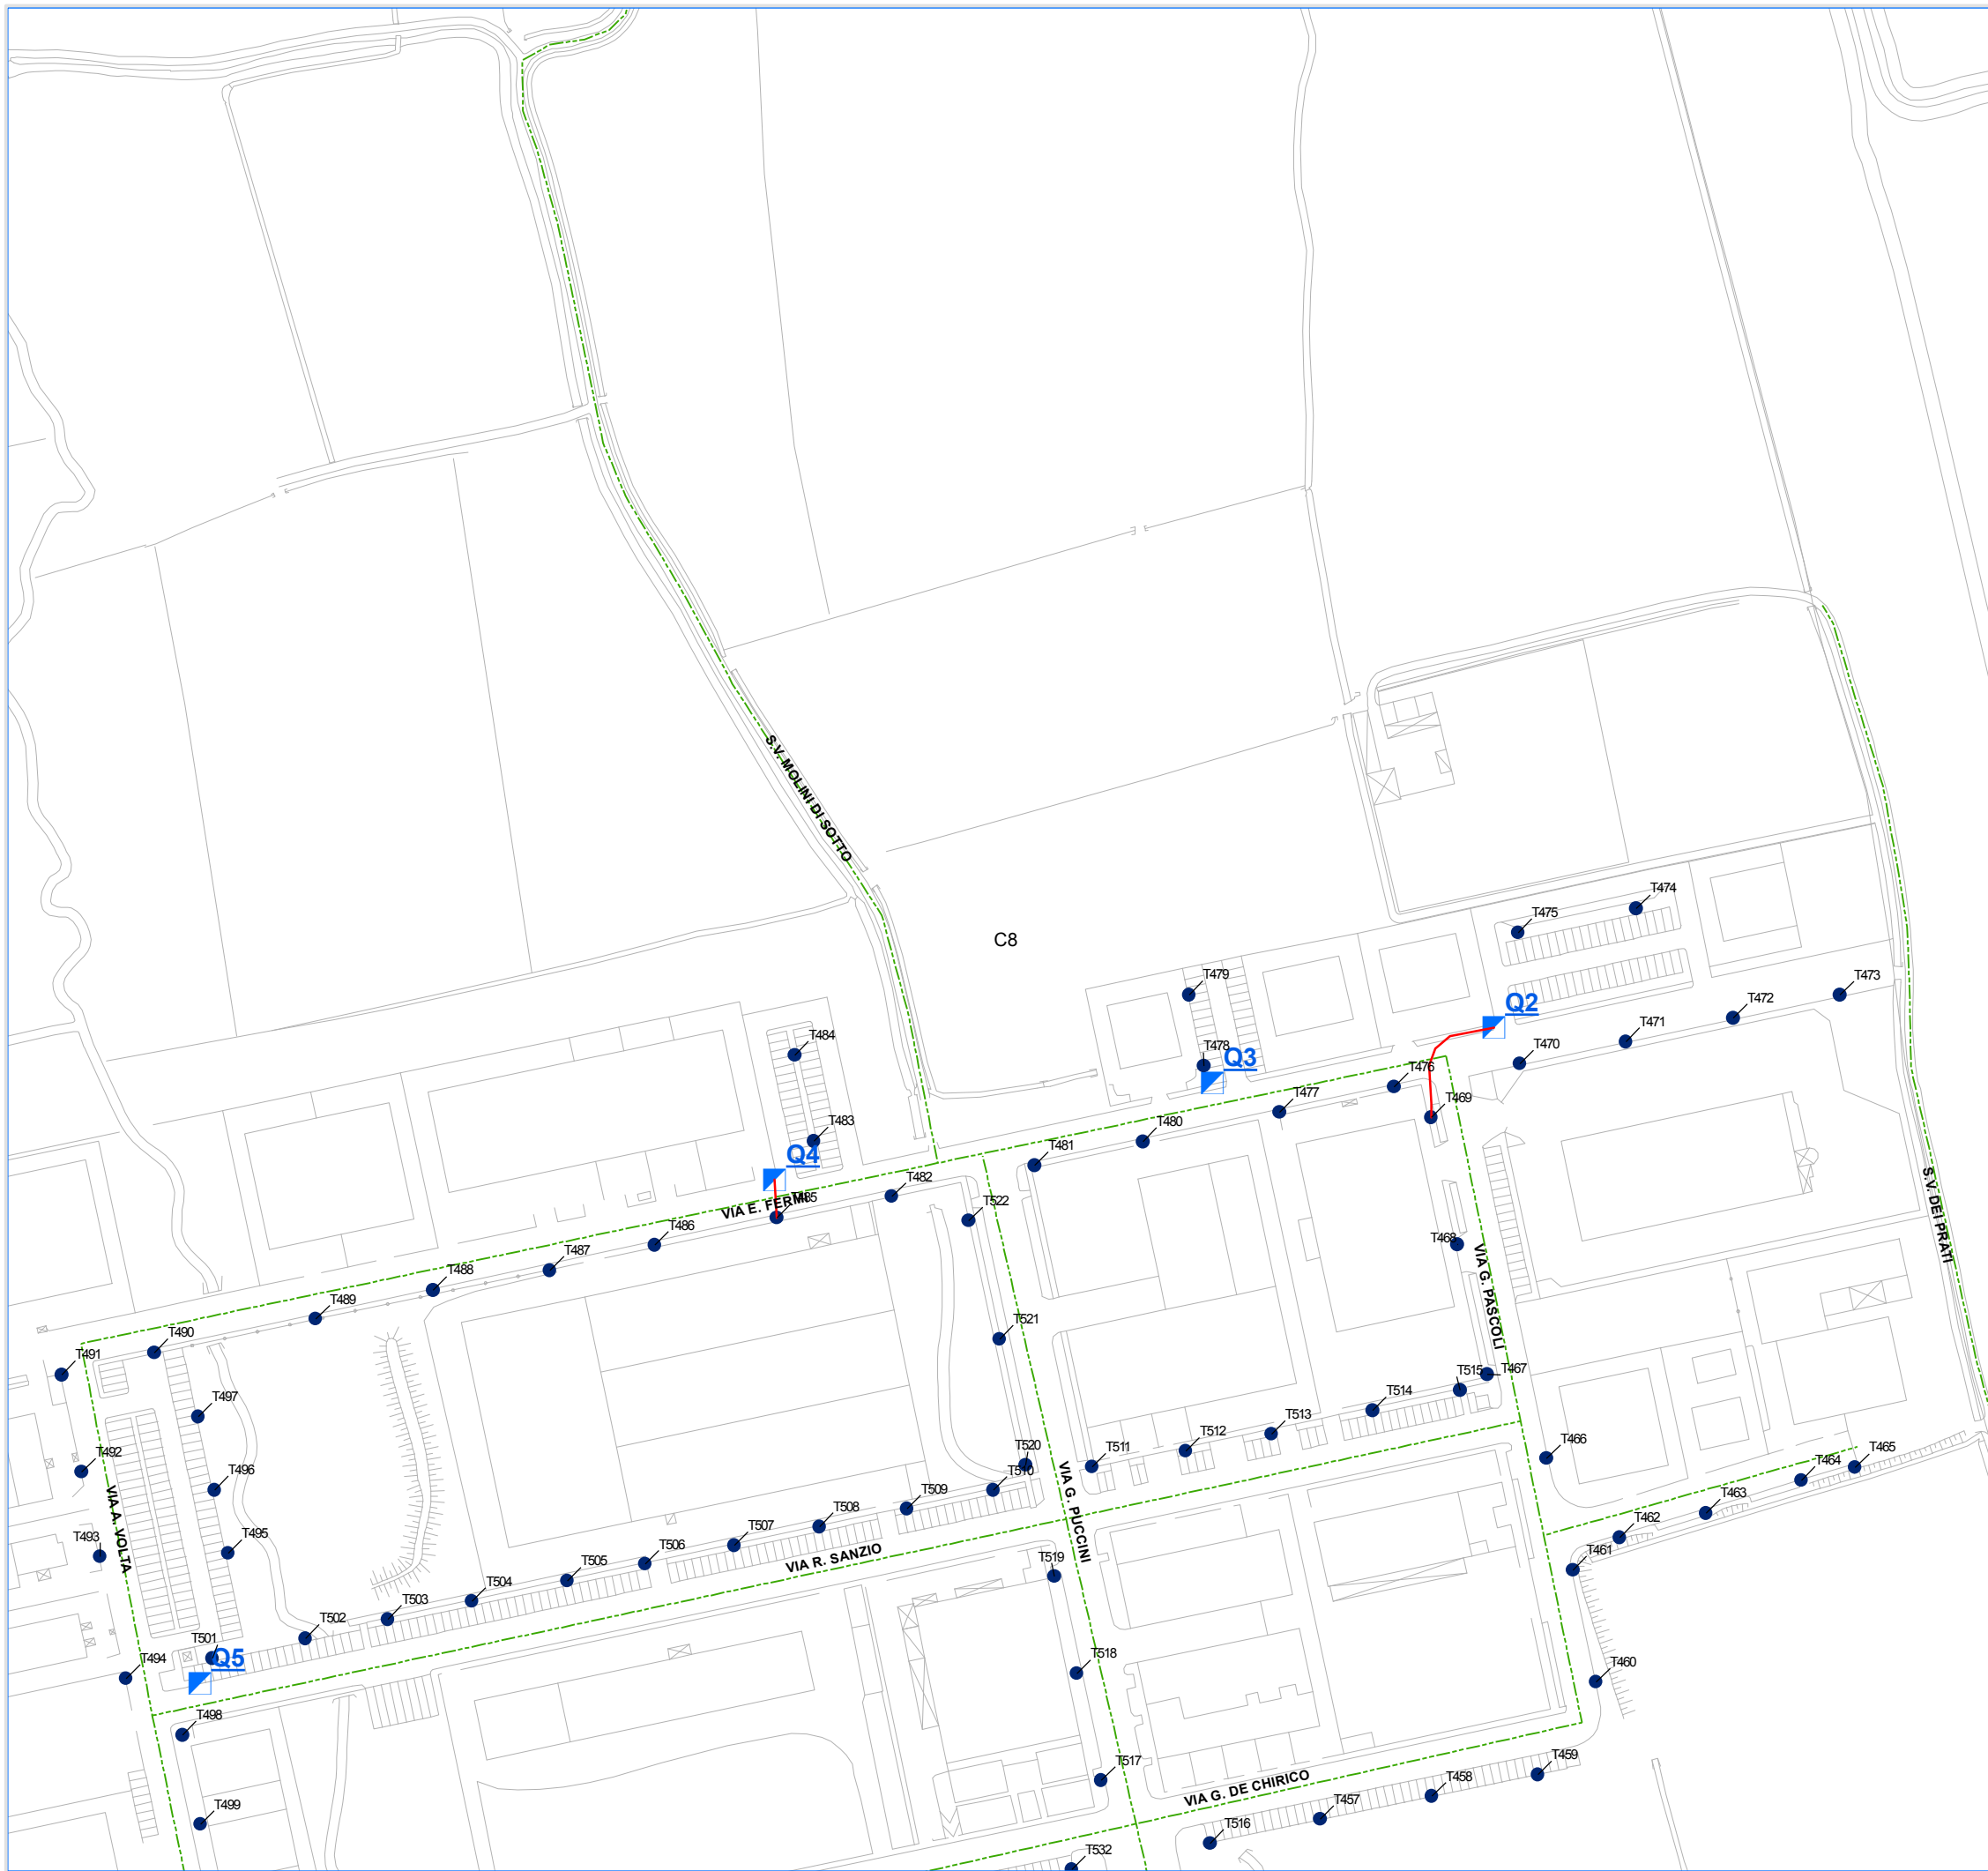 S.V. MOLINI DI SOTTO
T474
T475
C8
T479
T473
Q2
T472
T484
T471
T478
Q3
T470
T476
T477
T469
T483
T480
Q4
T481
S.V. DEI PRATI
T482
T485
VIA E. FERMI
T522
T486
T468
T487
VIA G. PASCOLI
T488
T489
T521
T490
T491
T467
T515
T497
T514
T513
T512
T466
T511
T520
T465
T492
T464
T510
T496
T509
T463
VIA G. PUCCINI
VIA A. VOLTA
T508
T462
T507
T493
T495
T506
VIA R. SANZIO
T519
T461
T505
T504
T503
T502
T501
Q5
T494
T518
T460
T498
T459
T517
VIA G. DE CHIRICO
T458
T499
T457
T516
T532